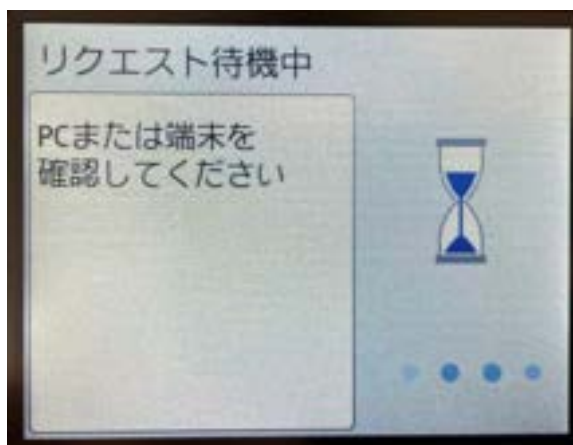 リクエスト待機中
PCまたは端末を
確認してください